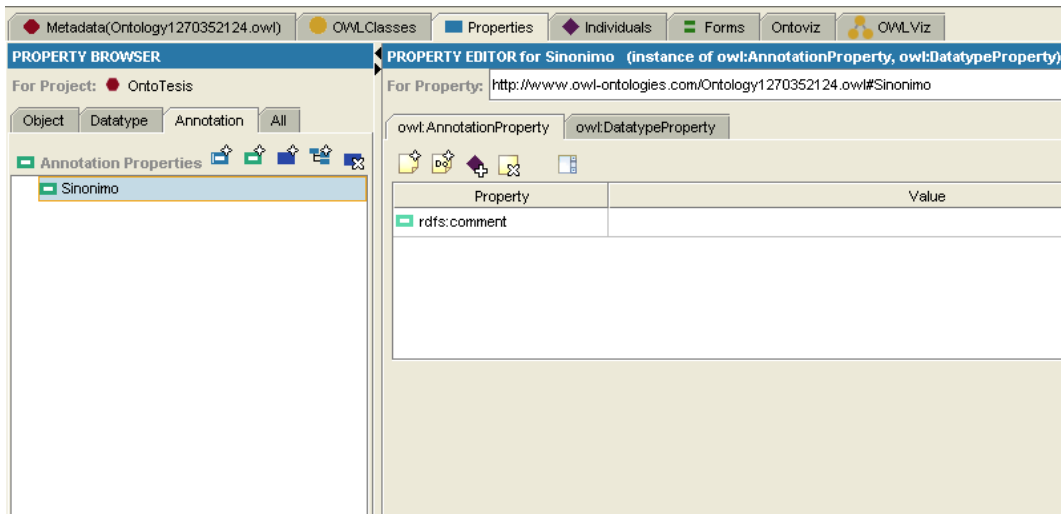 Metadata(Ontology1270352124.owl) OWLClasses Properties Individuals Forms Ontoviz OWLViz
PROPERTY BROWSER
For Project: OntoTesis
Object Datatype Annotation All
Annotation Properties
Sinonimo
PROPERTY EDITOR for Sinonimo (instance of owl:AnnotationProperty, owl:DatatypeProperty)
For Property: http://www.owl-ontologies.com/Ontology1270352124.owl#Sinonimo
owl:AnnotationProperty owl:DatatypeProperty
Property Value
rdfs:comment